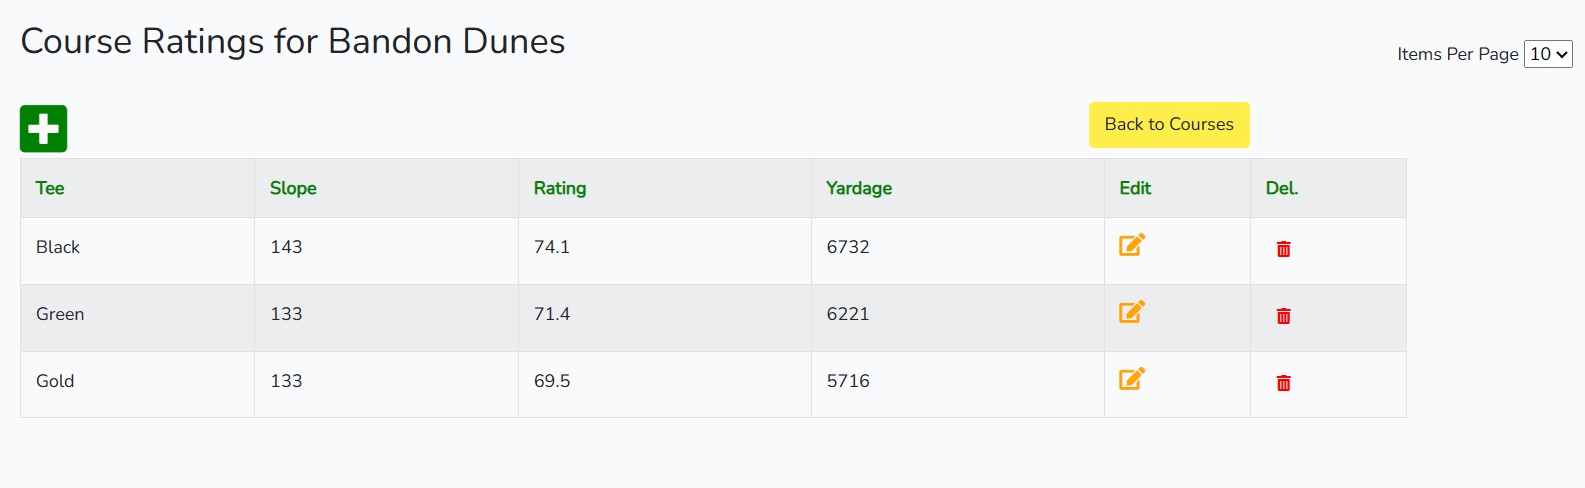 Course Ratings for Bandon Dunes
Items Per Page 10
Back to Courses
Tee Slope Rating Yardage Edit Del.
Black 143 74.1 6732
Green 133 71.4 6221
Gold 133 69.5 5716